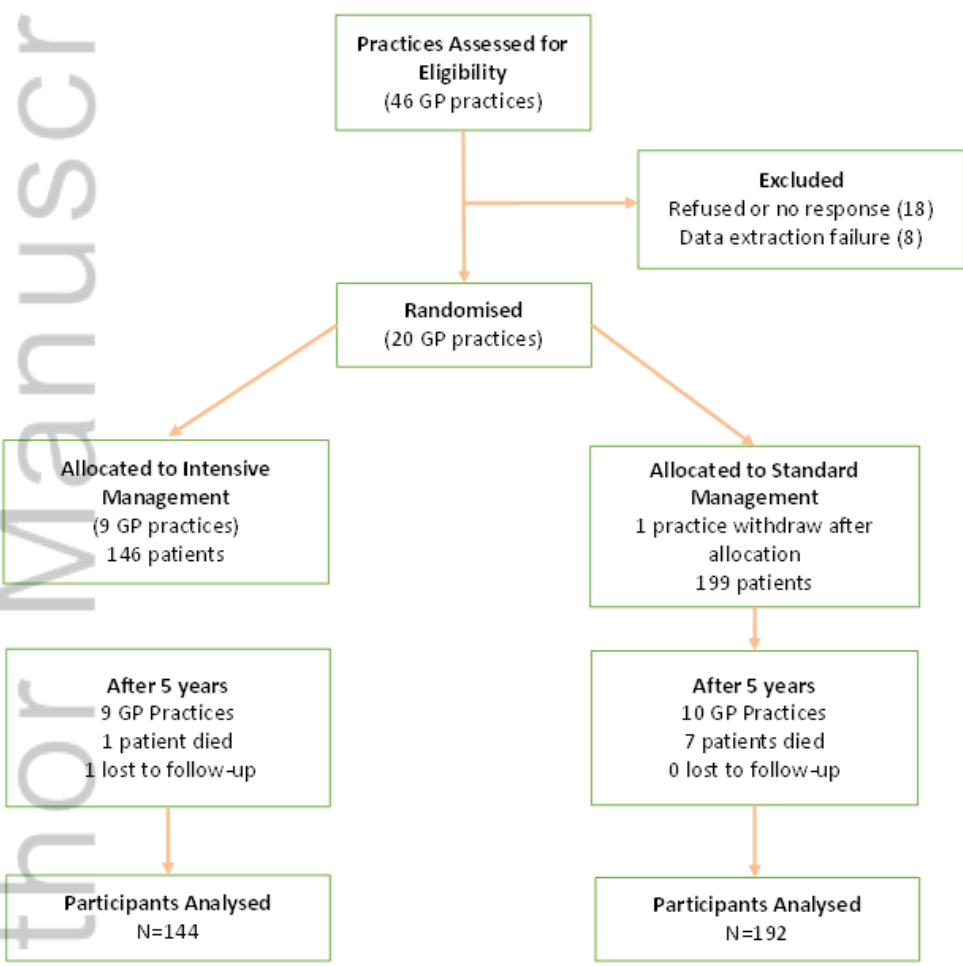 Practices Assessed for
Eligibility
(46 GP practices)
Excluded
Refused or no response (18)
Data extraction failure (8)
Randomised
(20 GP practices)
Allocated to Intensive
Management
(9 GP practices)
146 patients
Allocated to Standard
Management
1 practice withdraw after
allocation
199 patients
After 5 years
9 GP Practices
1 patient died
1 lost to follow-up
After 5 years
10 GP Practices
7 patients died
0 lost to follow-up
Participants Analysed
N=144
Participants Analysed
N=192
thor Manuscr